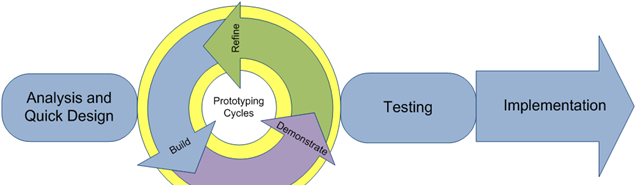 Analysis and
Quick Design
Refine
Prototyping
Cycles
Build
Demonstrate
Testing
Implementation